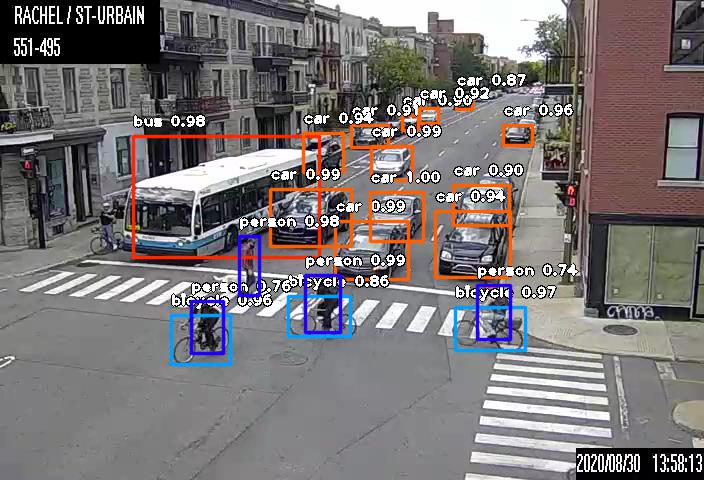 RACHEL / ST-URBAIN
551-495
car 0.87
car 0.92
car 0.90
car 0.91
car 0.96
car 0.94
car 0.99
bus 0.98
car 0.99
car 1.00
car 0.90
car 0.94
car 0.99
person 0.98
person 0.99
person 0.74
bicycle 0.86
person 0.76
bicycle 0.97
bicycle 0.96
2020/08/30 13:58:13